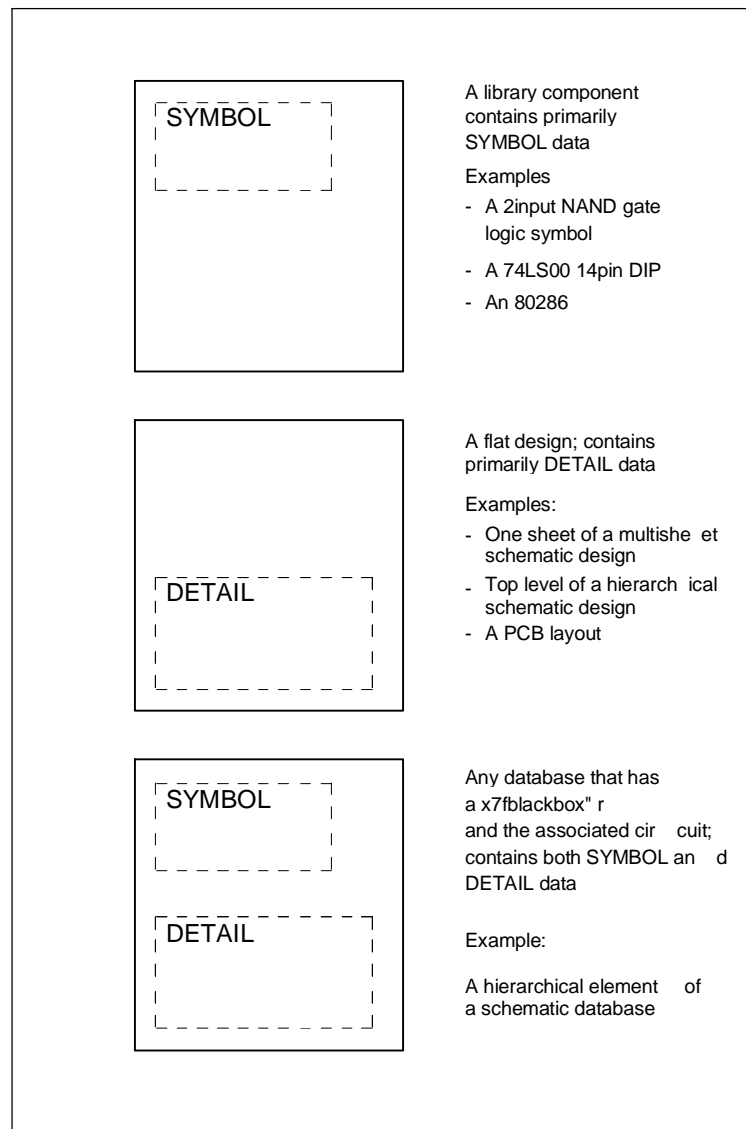 SYMBOL
A library component
contains primarily
SYMBOL data
Examples
- A 2input NAND gate
logic symbol
- A 74LS00 14pin DIP
- An 80286
DETAIL
A flat design; contains
primarily DETAIL data
Examples:
- One sheet of a multishe et
schematic design
- Top level of a hierarch ical
schematic design
- A PCB layout
SYMBOL
DETAIL
Any database that has
a x7fblackbox" r
and the associated cir cuit;
contains both SYMBOL an d
DETAIL data
Example:
A hierarchical element of
a schematic database